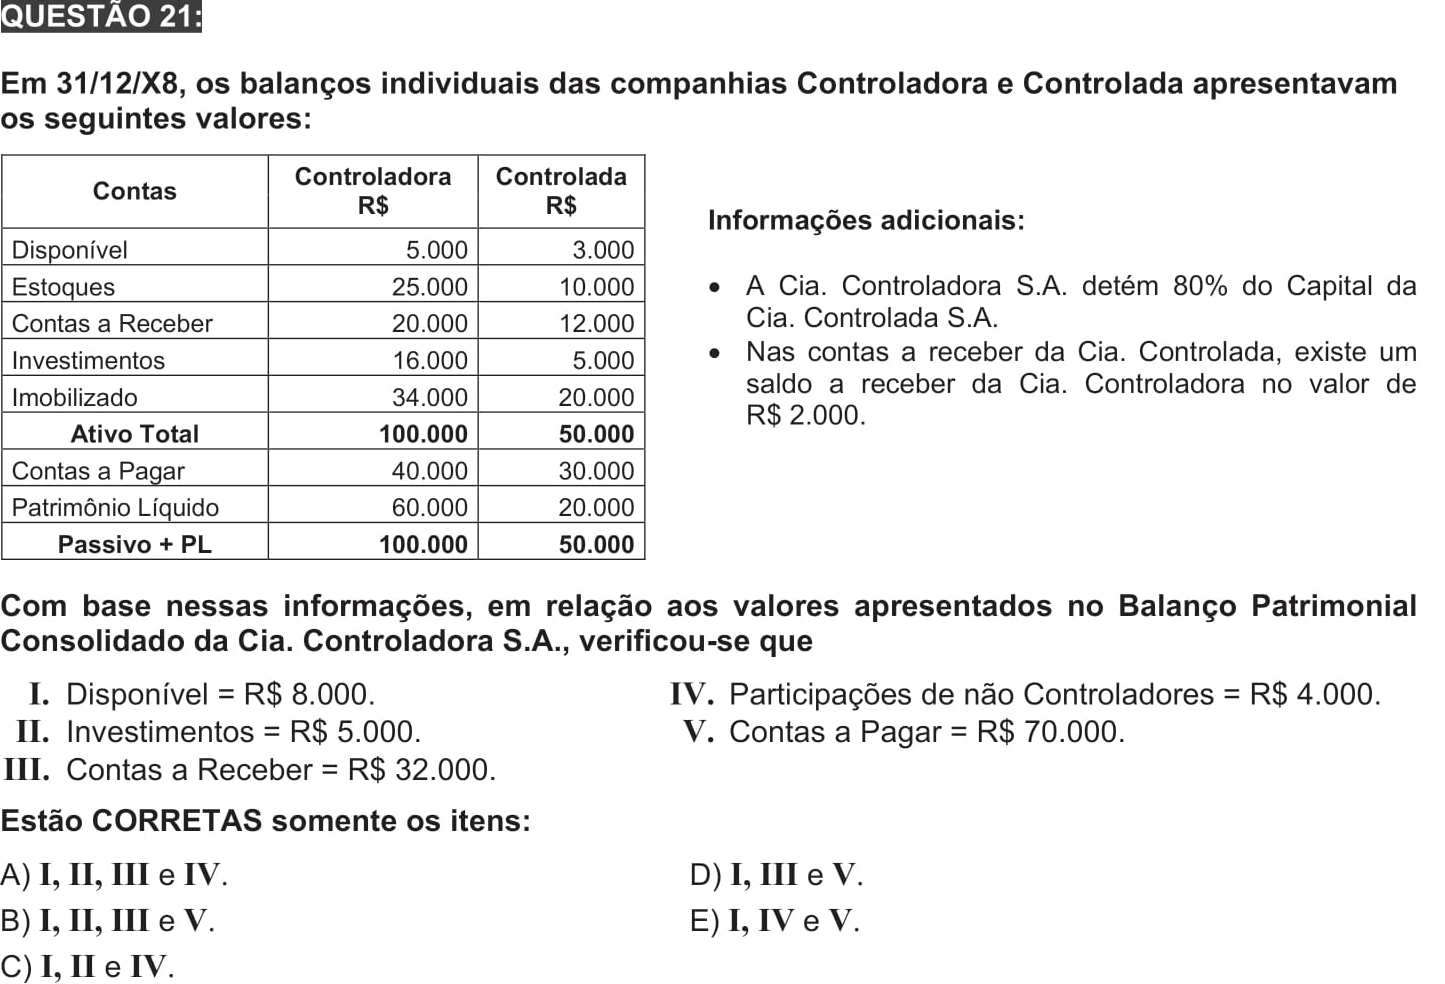 QUESTÃO 21:
Em 31/12/X8, os balanços individuais das companhias Controladora e Controlada apresentavam
os seguintes valores:
Contas Controladora R$ Controlada R$
Disponível 5.000 3.000
Estoques 25.000 10.000
Contas a Receber 20.000 12.000
Investimentos 16.000 5.000
Imobilizado 34.000 20.000
Ativo Total 100.000 50.000
Contas a Pagar 40.000 30.000
Patrimônio Líquido 60.000 20.000
Passivo + PL 100.000 50.000
Informações adicionais:
• A Cia. Controladora S.A. detém 80% do Capital da
Cia. Controlada S.A.
• Nas contas a receber da Cia. Controlada, existe um
saldo a receber da Cia. Controladora no valor de
R$ 2.000.
Com base nessas informações, em relação aos valores apresentados no Balanço Patrimonial
Consolidado da Cia. Controladora S.A., verificou-se que
I. Disponível = R$ 8.000.
II. Investimentos = R$ 5.000.
III. Contas a Receber = R$ 32.000.
IV. Participações de não Controladores = R$ 4.000.
V. Contas a Pagar = R$ 70.000.
Estão CORRETAS somente os itens:
A) I, II, III e IV.
B) I, II, III e V.
C) I, II e IV.
D) I, III e V.
E) I, IV e V.